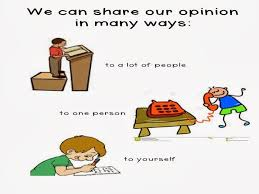 We can share our opinion
in many ways:
to a lot of people
to one person
to yourself